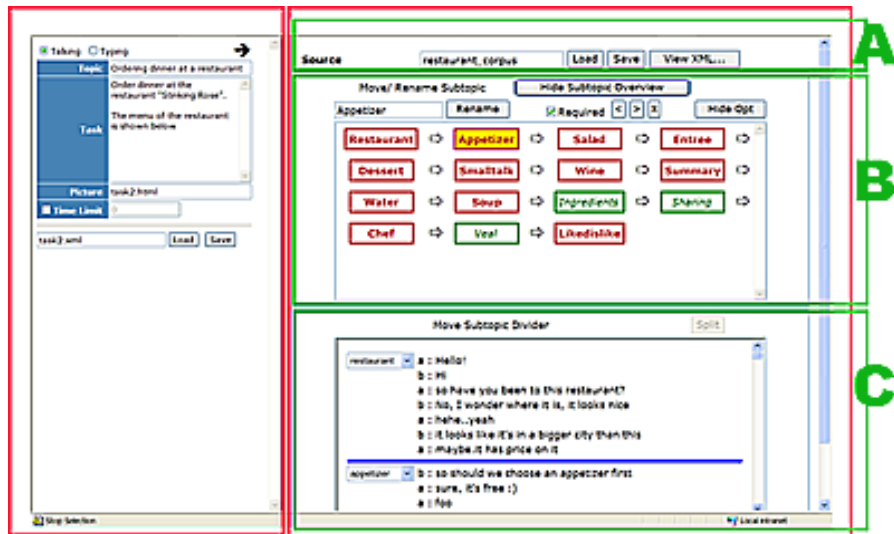 Talking Typing
Topic Ordering dinner at a restaurant
Order dinner at the
restaurant "Stinking Rose"..
The menu of the restaurant
is shown below
Task
Picture task2.html
Time Limit
task2.xml Load Save
Stop Selection
A
Source restaurant_corpus Load Save View XML...
B
Move/Rename Subtopic Hide Subtopic Overview
Appetizer Rename Required < > X Hide Opt
Restaurant Appetizer Salad Entree
Dessert Smalltalk Wine Summary
Water Soup Ingredients Sharing
Chef Veal Likedislike
C
Move Subtopic Divider Split
restaurant a : Hello!
b : Hi
a : so have you been to this restaurant?
b : No, I wonder where it is, it looks nice
a : hehe..yeah
b : it looks like it's in a bigger city than this
a : maybe.it has price on it
appetizer b : so should we choose an appetizer first
a : sure, it's free :)
a : foo
Local intranet